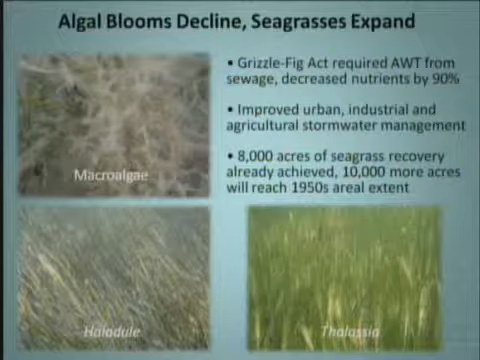 Algal Blooms Decline, Seagrasses Expand
• Grizzle-Fig Act required AWT from
sewage, decreased nutrients by 90%
• Improved urban, industrial and
agricultural stormwater management
• 8,000 acres of seagrass recovery
already achieved, 10,000 more acres
will reach 1950s areal extent
Macroalgae
Halodule
Thalassia